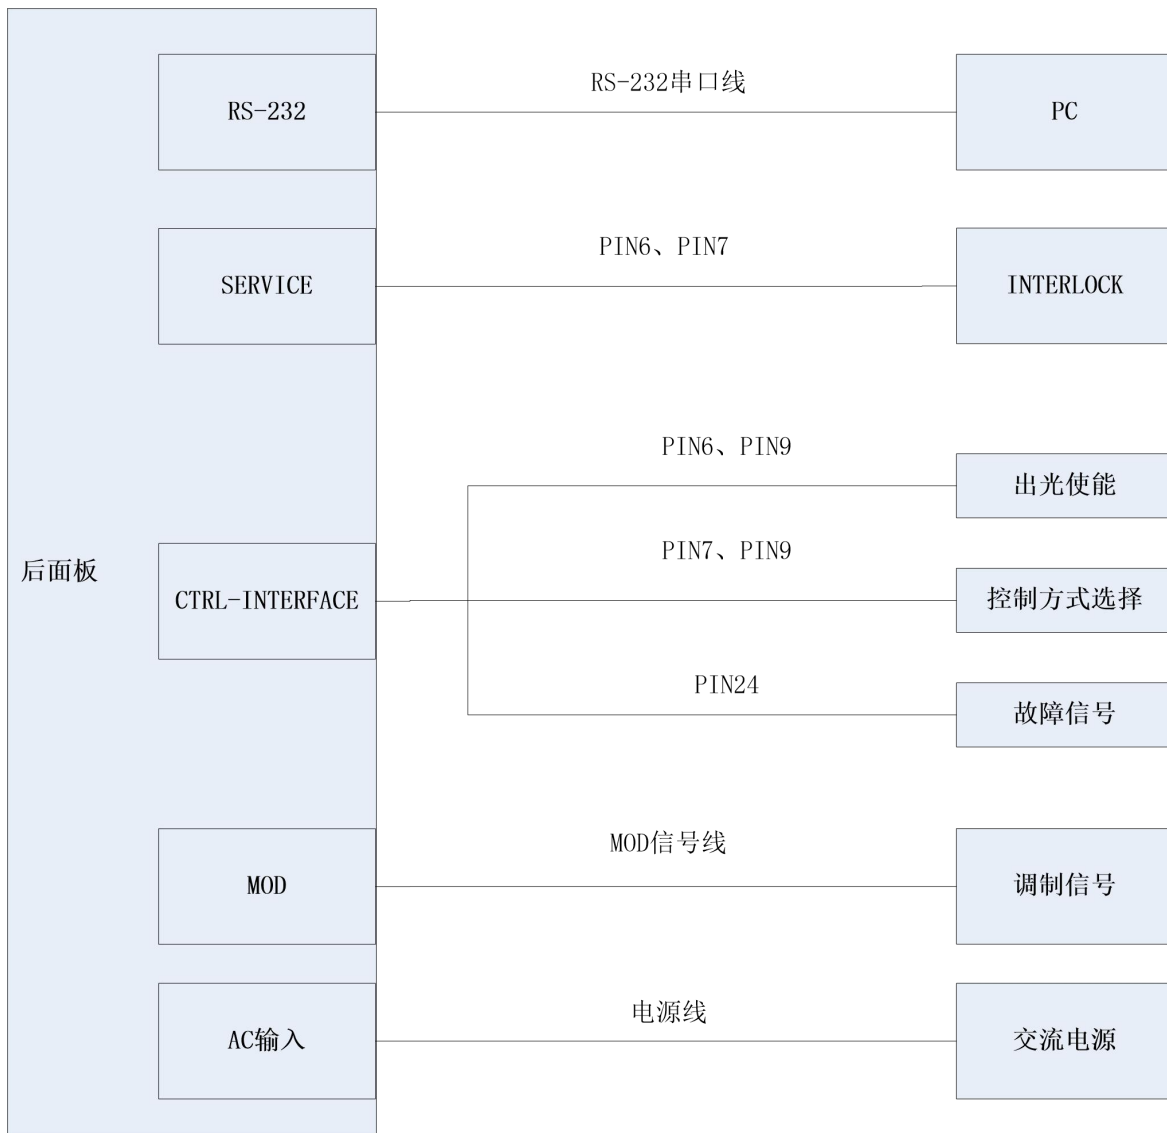 RS-232
RS-232串口线
PC
SERVICE
PIN6、PIN7
INTERLOCK
后面板
CTRL-INTERFACE
PIN6、PIN9
出光使能
PIN7、PIN9
控制方式选择
PIN24
故障信号
MOD
MOD信号线
调制信号
AC输入
电源线
交流电源